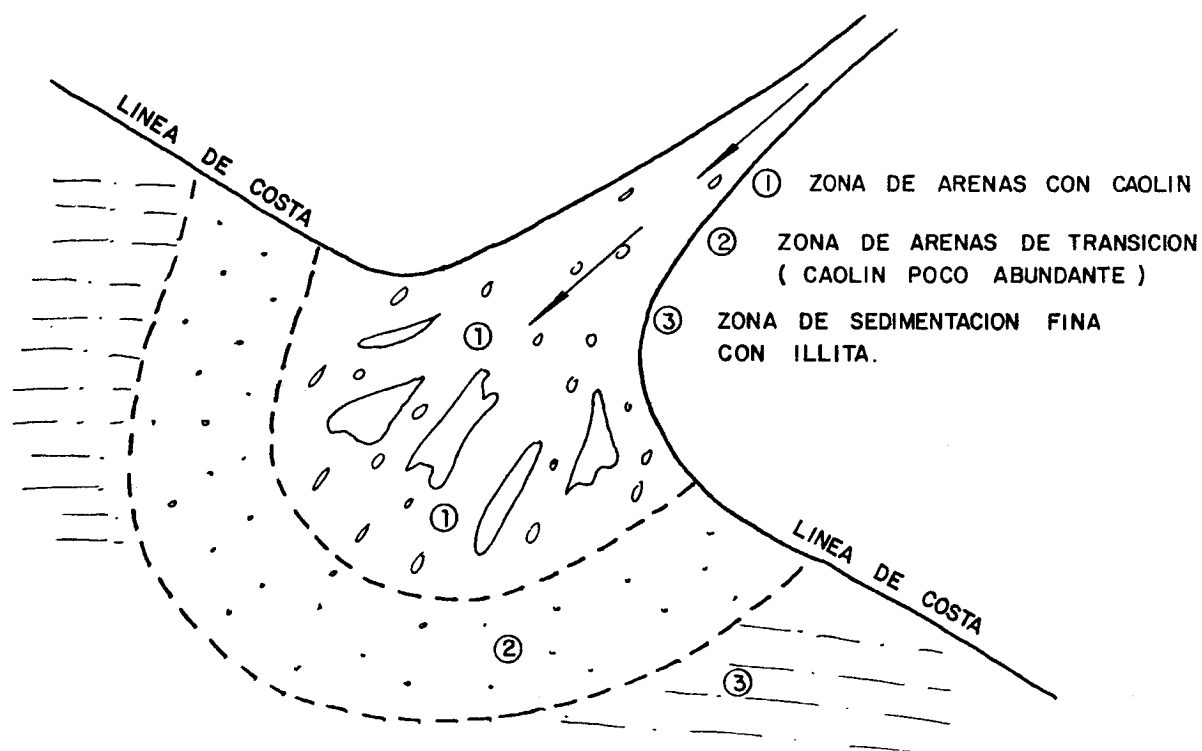 LINEA DE COSTA
① ZONA DE ARENAS CON CAOLIN
② ZONA DE ARENAS DE TRANSICION
( CAOLIN POCO ABUNDANTE )
③ ZONA DE SEDIMENTACION FINA
CON ILLITA.
①
①
LINEA DE COSTA
②
③